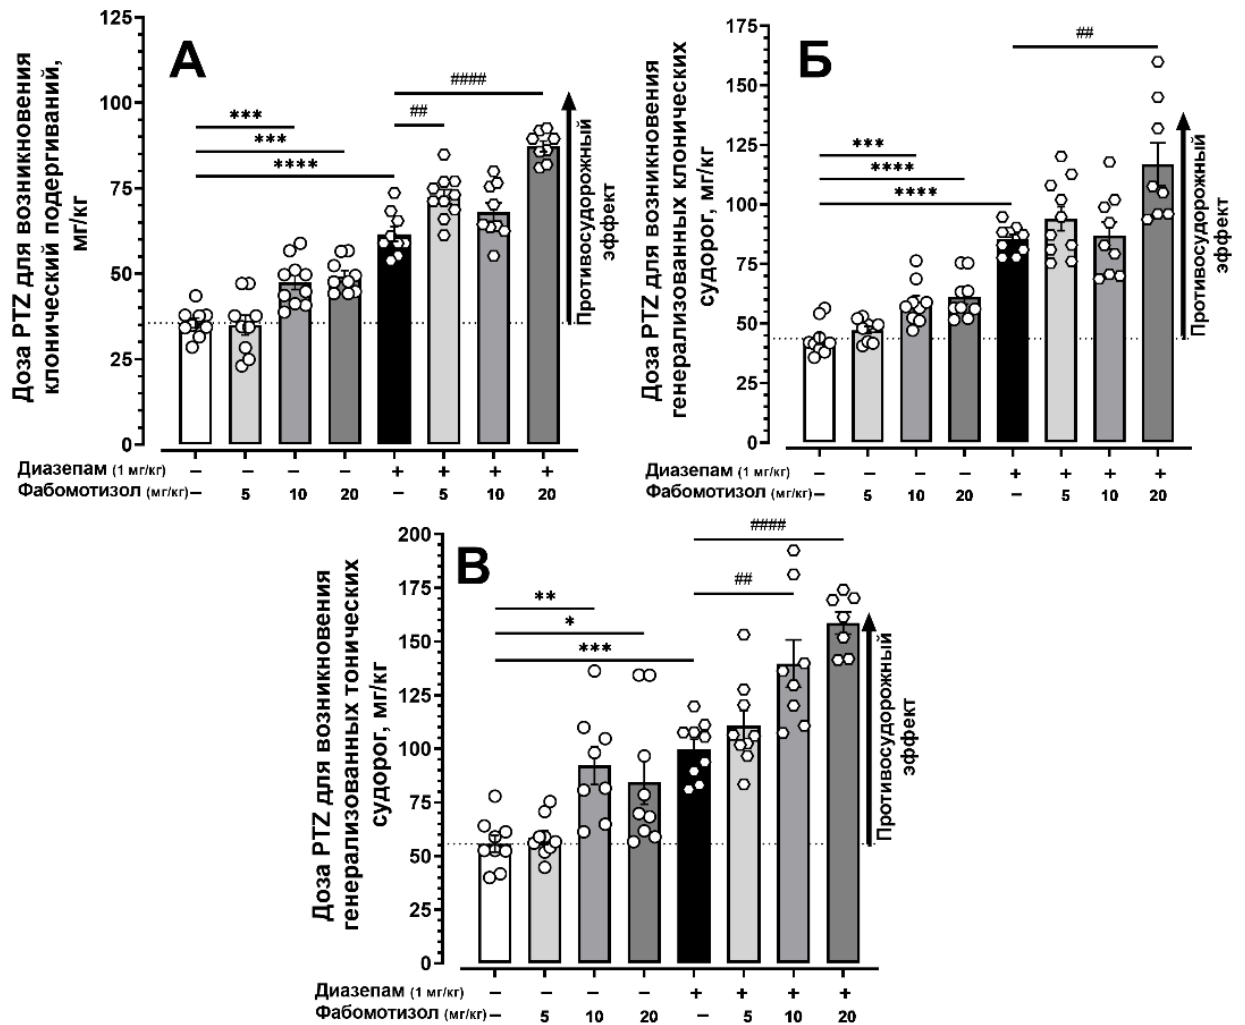 А
Доза PTZ для возникновения
клонический подергиваний,
мг/кг
125
100
75
50
25
0
***
***
****
##
####
Противосудорожный
эффект
Диазепам (1 мг/кг) – – – – + + + +
Фабомотизол (мг/кг) – 5 10 20 – 5 10 20
Б
Доза PTZ для возникновения
генерализованных клонических
судорог, мг/кг
175
150
125
100
75
50
25
0
***
****
****
##
Противосудорожный
эффект
Диазепам (1 мг/кг) – – – – + + + +
Фабомотизол (мг/кг) – 5 10 20 – 5 10 20
В
Доза PTZ для возникновения
генерализованных тонических
судорог, мг/кг
200
175
150
125
100
75
50
25
0
**
*
***
##
####
Противосудорожный
эффект
Диазепам (1 мг/кг) – – – – + + + +
Фабомотизол (мг/кг) – 5 10 20 – 5 10 20